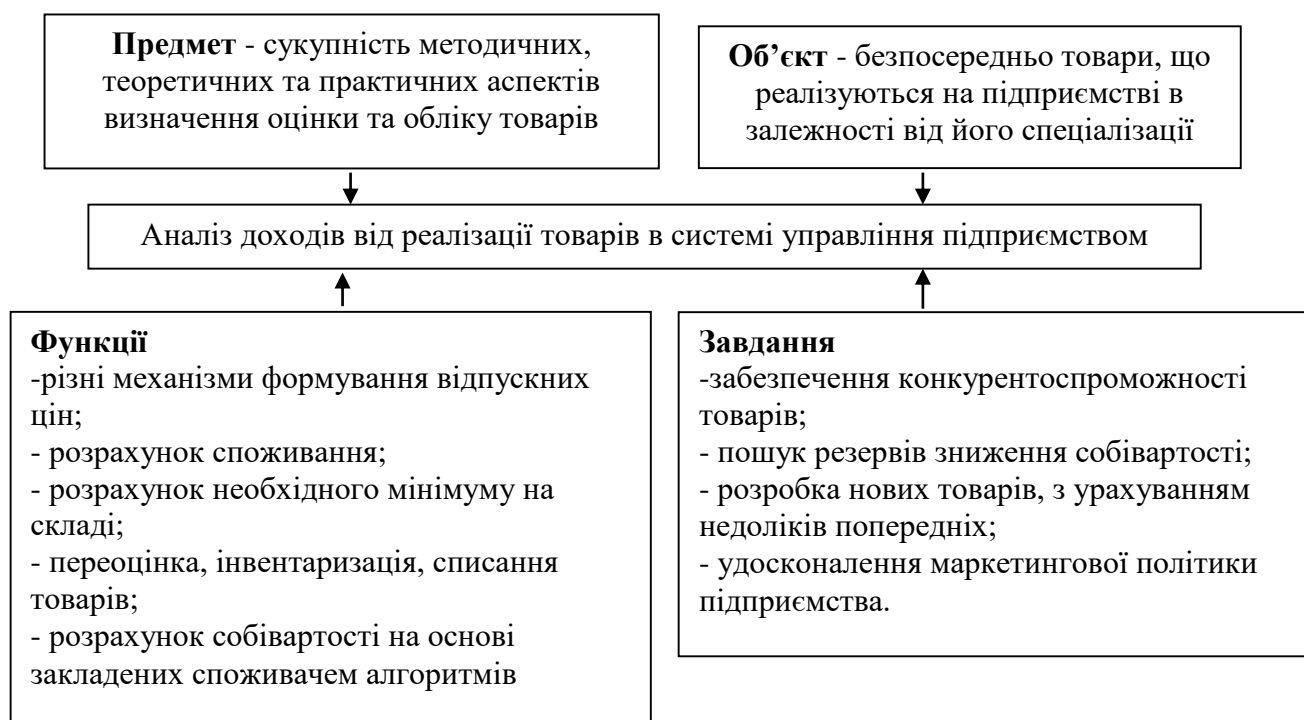 Предмет - сукупність методичних,
теоретичних та практичних аспектів
визначення оцінки та обліку товарів
Об’єкт - безпосередньо товари, що
реалізуються на підприємстві в
залежності від його спеціалізації
Аналіз доходів від реалізації товарів в системі управління підприємством
Функції
-різні механізми формування відпускних
цін;
- розрахунок споживання;
- розрахунок необхідного мінімуму на
складі;
- переоцінка, інвентаризація, списання
товарів;
- розрахунок собівартості на основі
закладених споживачем алгоритмів
Завдання
-забезпечення конкурентоспроможності
товарів;
- пошук резервів зниження собівартості;
- розробка нових товарів, з урахуванням
недоліків попередніх;
- удосконалення маркетингової політики
підприємства.